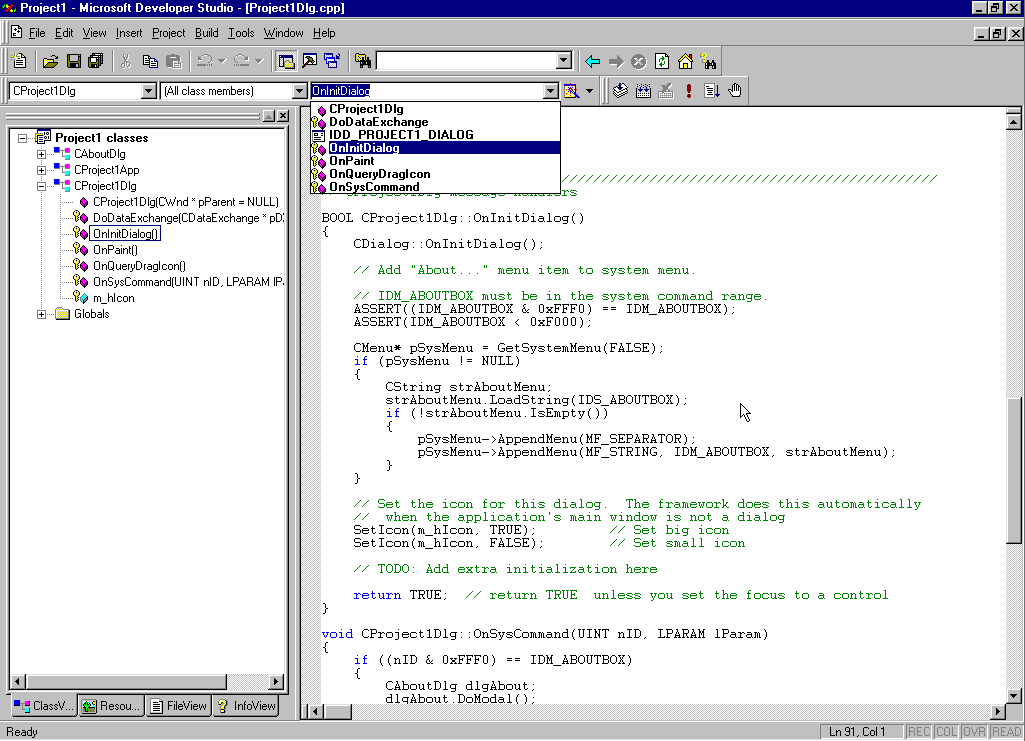 Project1 - Microsoft Developer Studio - [Project1Dlg.cpp]
File Edit View Insert Project Build Tools Window Help
CProject1Dlg (All class members) OnInitDialog
CProject1Dlg
DoDataExchange
IDD_PROJECT1_DIALOG
OnInitDialog
OnPaint
OnQueryDragIcon
OnSysCommand
Project1 classes
CAboutDlg
CProject1App
CProject1Dlg
CProject1Dlg(CWnd * pParent = NULL)
DoDataExchange(CDataExchange * pDX
OnInitDialog()
OnPaint()
OnQueryDragIcon()
OnSysCommand(UINT nID, LPARAM lPA
m_hIcon
Globals
ClassV... Resou... FileView InfoView
///////////////////////////////////////////////
// CProject1Dlg message handlers
BOOL CProject1Dlg::OnInitDialog()
{
CDialog::OnInitDialog();
// Add "About..." menu item to system menu.
// IDM_ABOUTBOX must be in the system command range.
ASSERT((IDM_ABOUTBOX & 0xFFF0) == IDM_ABOUTBOX);
ASSERT(IDM_ABOUTBOX < 0xF000);
CMenu* pSysMenu = GetSystemMenu(FALSE);
if (pSysMenu != NULL)
{
CString strAboutMenu;
strAboutMenu.LoadString(IDS_ABOUTBOX);
if (!strAboutMenu.IsEmpty())
{
pSysMenu->AppendMenu(MF_SEPARATOR);
pSysMenu->AppendMenu(MF_STRING, IDM_ABOUTBOX, strAboutMenu);
}
}
// Set the icon for this dialog.  The framework does this automatically
//  when the application's main window is not a dialog
SetIcon(m_hIcon, TRUE); // Set big icon
SetIcon(m_hIcon, FALSE); // Set small icon
// TODO: Add extra initialization here
return TRUE;  // return TRUE  unless you set the focus to a control
}
void CProject1Dlg::OnSysCommand(UINT nID, LPARAM lParam)
{
if ((nID & 0xFFF0) == IDM_ABOUTBOX)
{
CAboutDlg dlgAbout;
dlgAbout.DoModal();
Ready Ln 91, Col 1 REC COL OVR READ